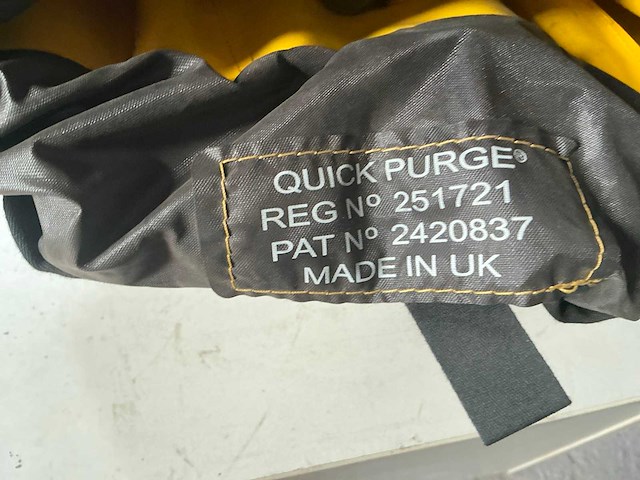 QUICK PURGE®
REG Nº 251721
PAT Nº 2420837
MADE IN UK